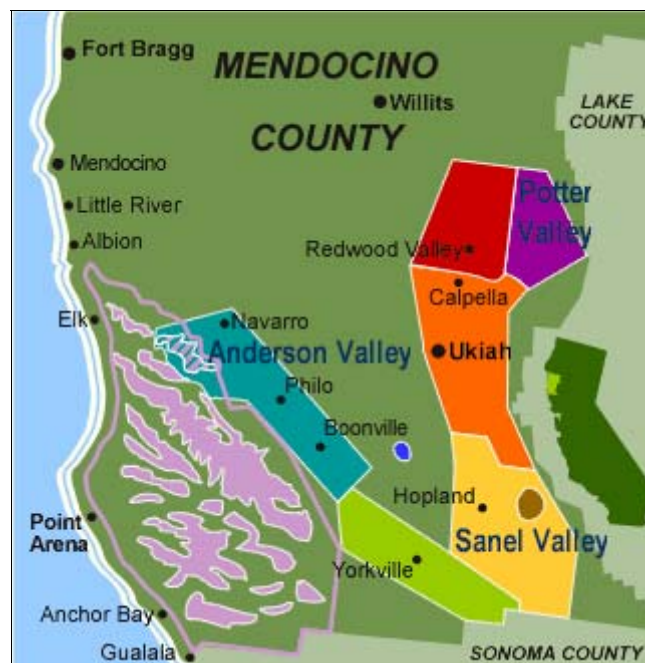 Fort Bragg
MENDOCINO
COUNTY
Willits
LAKE
COUNTY
Mendocino
Little River
Albion
Potter
Valley
Redwood Valley
Calpella
Elk
Navarro
Anderson Valley
Ukiah
Philo
Boonville
Hopland
Point
Arena
Sanel Valley
Yorkville
Anchor Bay
Gualala
SONOMA COUNTY